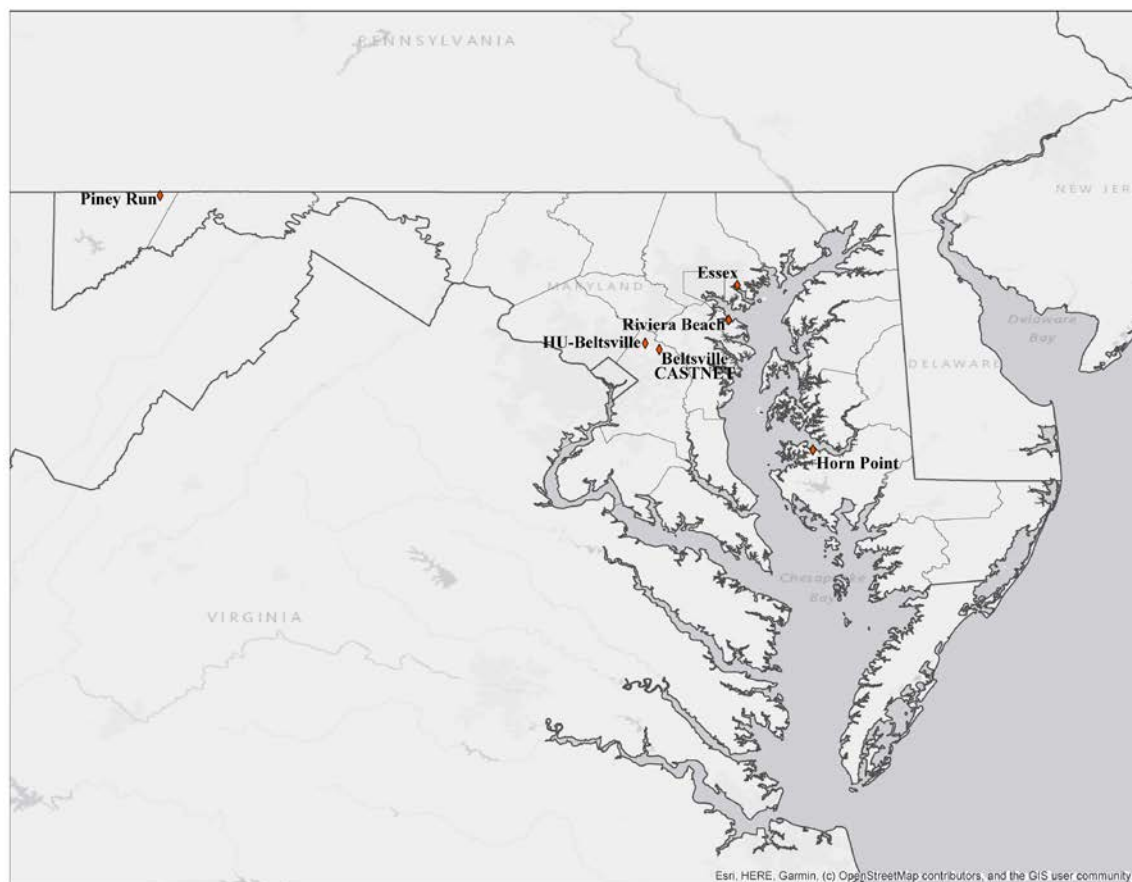 PENNSYLVANIA
Piney Run
NEW JER
Essex
MARYLAND
Riviera Beach
Delaware
Bay
HU-Beltsville
Beltsville
CASTNET
DELAWARE
Horn Point
Chesapeake
Bay
VIRGINIA
Esri, HERE, Garmin, (c) OpenStreetMap contributors, and the GIS user community